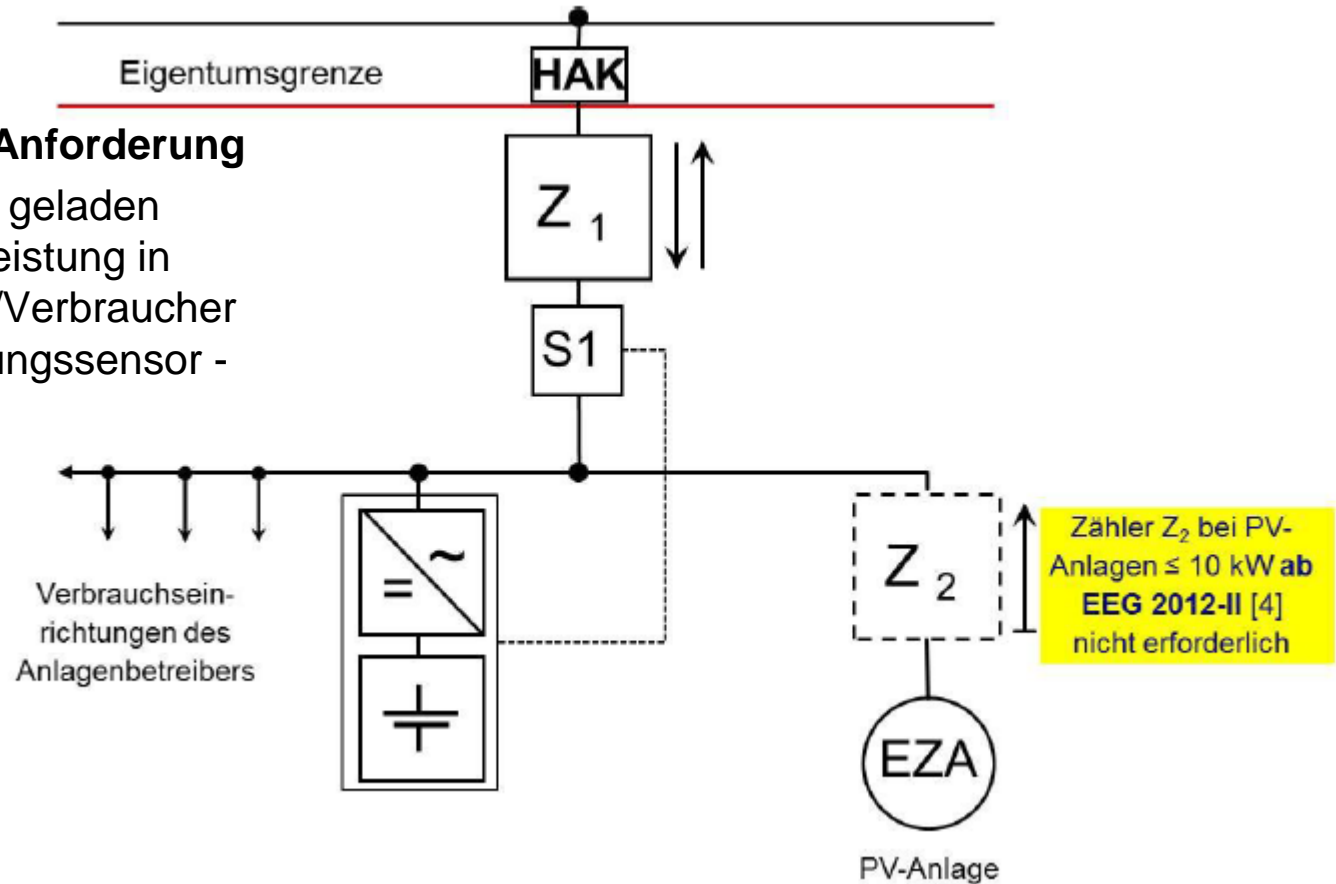 Eigentumsgrenze
HAK
Anforderung
geladen
eistung in
/Verbraucher
ungssensor -
Z 1
S1
~
=
Verbrauchsein-
richtungen des
Anlagenbetreibers
Z 2
Zähler Z2 bei PV-
Anlagen ≤ 10 kW ab
EEG 2012-II [4]
nicht erforderlich
EZA
PV-Anlage